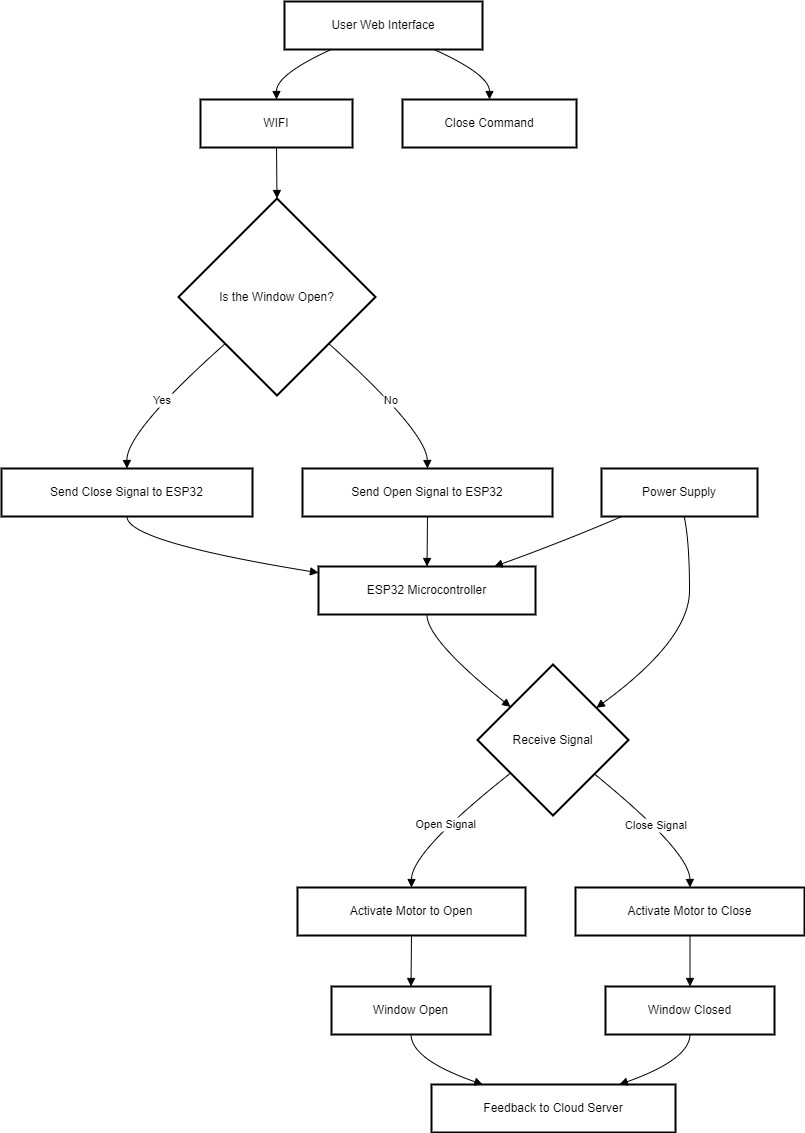 User Web Interface
WIFI
Close Command
Is the Window Open?
Yes
No
Send Close Signal to ESP32
Send Open Signal to ESP32
Power Supply
ESP32 Microcontroller
Receive Signal
Open Signal
Close Signal
Activate Motor to Open
Activate Motor to Close
Window Open
Window Closed
Feedback to Cloud Server